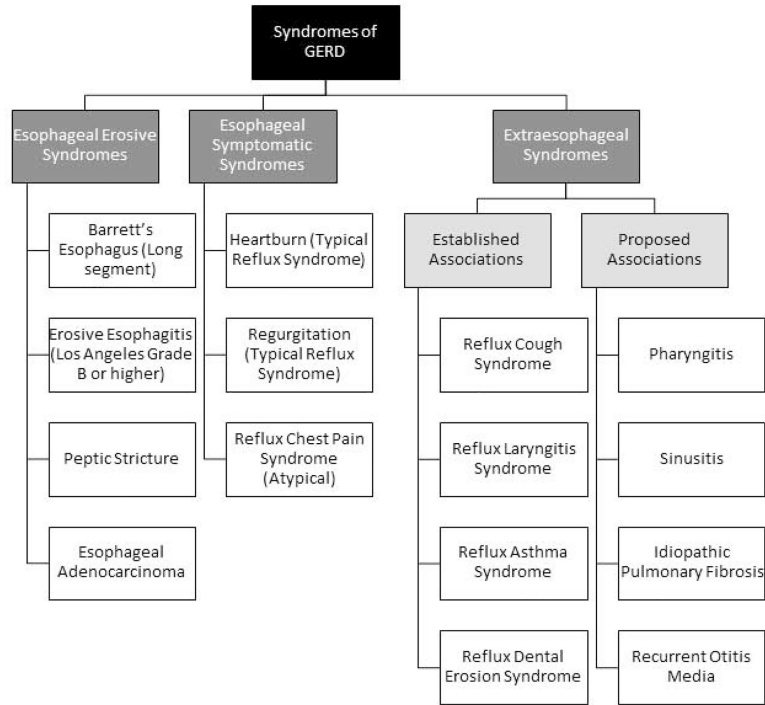 Syndromes of
GERD
Esophageal Erosive
Syndromes
Esophageal
Symptomatic
Syndromes
Extraesophageal
Syndromes
Barrett's
Esophagus (Long
segment)
Erosive Esophagitis
(Los Angeles Grade
B or higher)
Peptic Stricture
Esophageal
Adenocarcinoma
Heartburn (Typical
Reflux Syndrome)
Regurgitation
(Typical Reflux
Syndrome)
Reflux Chest Pain
Syndrome
(Atypical)
Established
Associations
Reflux Cough
Syndrome
Reflux Laryngitis
Syndrome
Reflux Asthma
Syndrome
Reflux Dental
Erosion Syndrome
Proposed
Associations
Pharyngitis
Sinusitis
Idiopathic
Pulmonary Fibrosis
Recurrent Otitis
Media